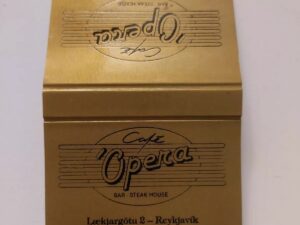 Café
'Opera
BAR - STEAK HOUSE
Café
'Opera
BAR - STEAK HOUSE
Lækjargötu 2 – Reykjavík